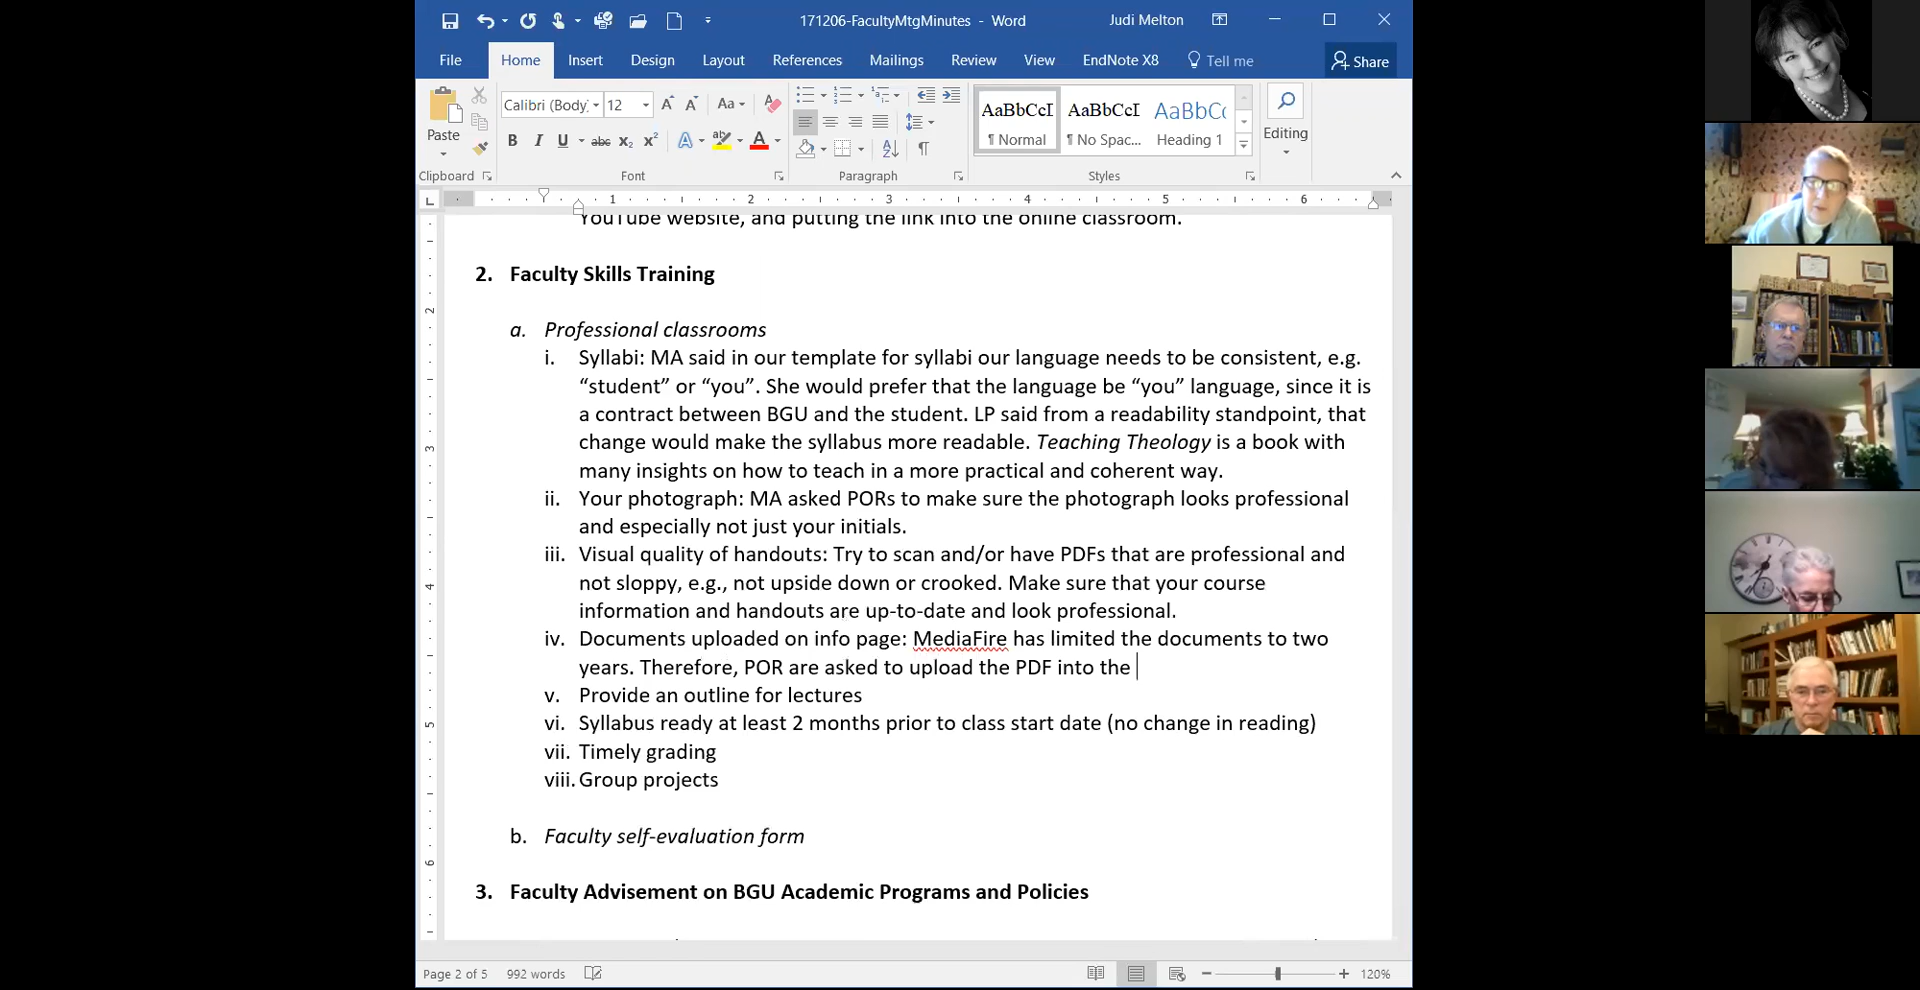 171206-FacultyMtgMinutes - Word
Judi Melton
File
Home
Insert
Design
Layout
References
Mailings
Review
View
EndNote X8
Tell me
Share
Paste
Clipboard
Calibri (Body)
12
Font
Paragraph
AaBbCcI
¶ Normal
AaBbCcI
¶ No Spac...
AaBbCc
Heading 1
Styles
Editing
1 2 3 4 5 6
YouTube website, and putting the link into the online classroom.
2. Faculty Skills Training
a. Professional classrooms
i. Syllabi: MA said in our template for syllabi our language needs to be consistent, e.g.
“student” or “you”. She would prefer that the language be “you” language, since it is
a contract between BGU and the student. LP said from a readability standpoint, that
change would make the syllabus more readable. Teaching Theology is a book with
many insights on how to teach in a more practical and coherent way.
ii. Your photograph: MA asked PORs to make sure the photograph looks professional
and especially not just your initials.
iii. Visual quality of handouts: Try to scan and/or have PDFs that are professional and
not sloppy, e.g., not upside down or crooked. Make sure that your course
information and handouts are up-to-date and look professional.
iv. Documents uploaded on info page: MediaFire has limited the documents to two
years. Therefore, POR are asked to upload the PDF into the
v. Provide an outline for lectures
vi. Syllabus ready at least 2 months prior to class start date (no change in reading)
vii. Timely grading
viii. Group projects
b. Faculty self-evaluation form
3. Faculty Advisement on BGU Academic Programs and Policies
2
3
4
5
6
Page 2 of 5
992 words
120%